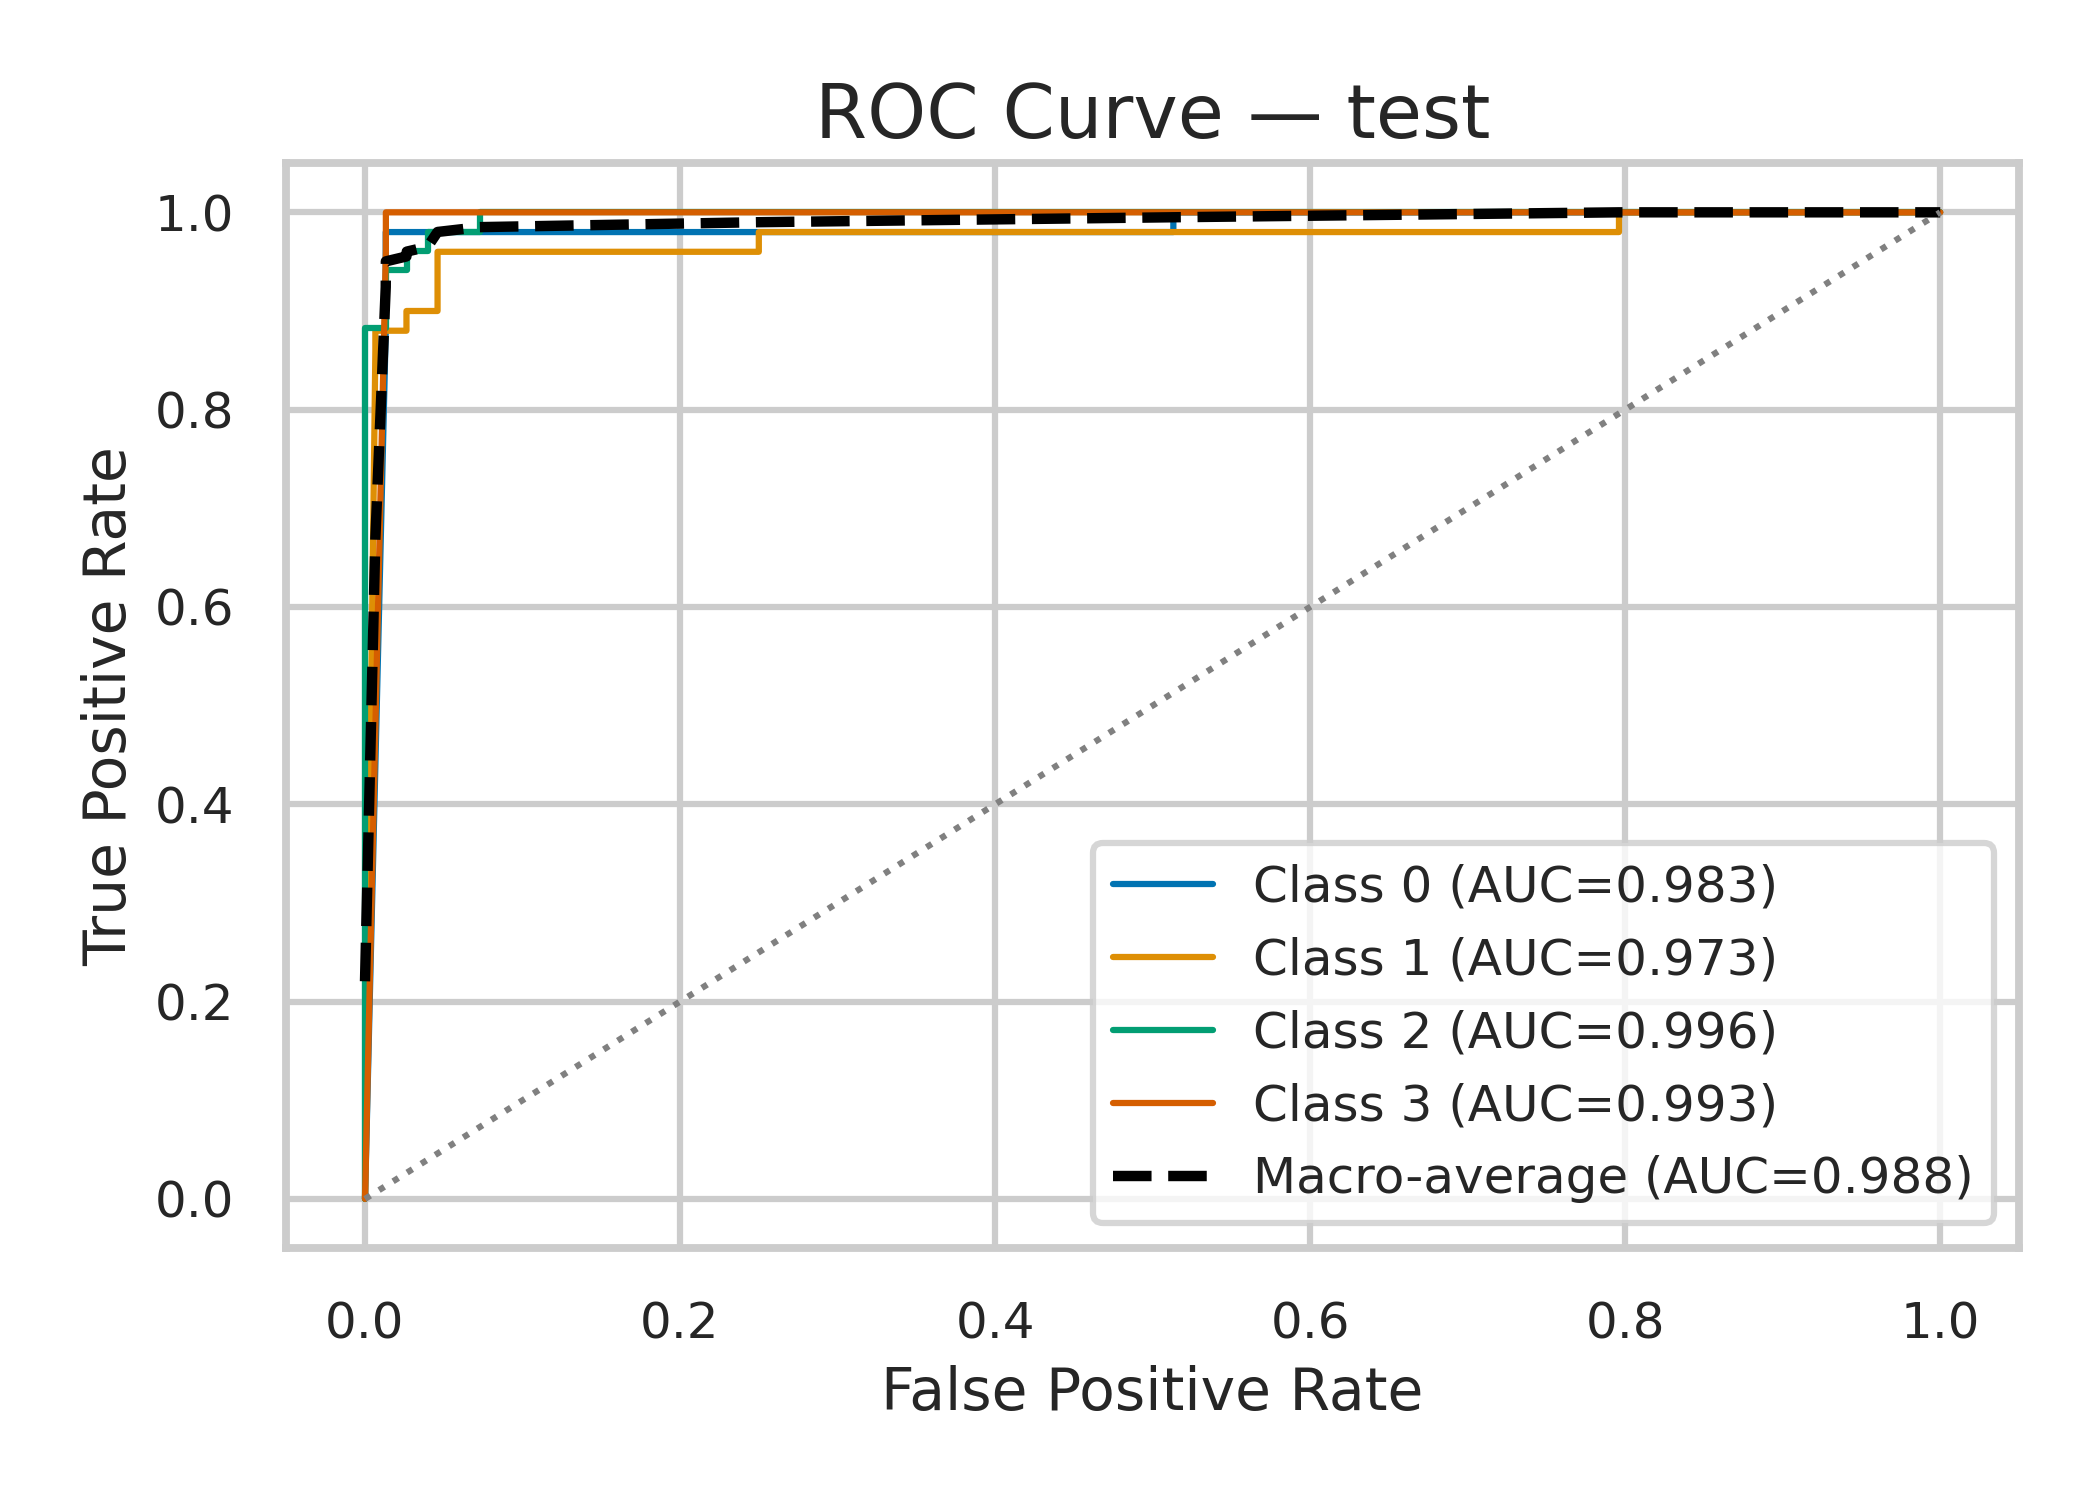 ROC Curve — test
1.0
0.8
0.6
0.4
0.2
0.0
True Positive Rate
Class 0 (AUC=0.983)
Class 1 (AUC=0.973)
Class 2 (AUC=0.996)
Class 3 (AUC=0.993)
Macro-average (AUC=0.988)
0.0 0.2 0.4 0.6 0.8 1.0
False Positive Rate